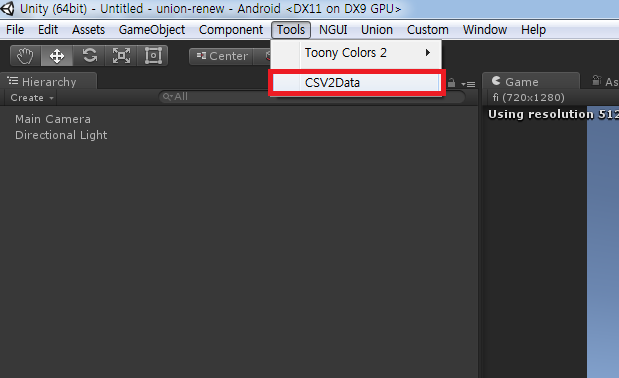 Unity (64bit) - Untitled - union-renew - Android <DX11 on DX9 GPU>
File Edit Assets GameObject Component Tools NGUI Union Custom Window Help
Center
Toony Colors 2
CSV2Data
Hierarchy
Create
All
Main Camera
Directional Light
Game
fi (720x1280)
Using resolution 512